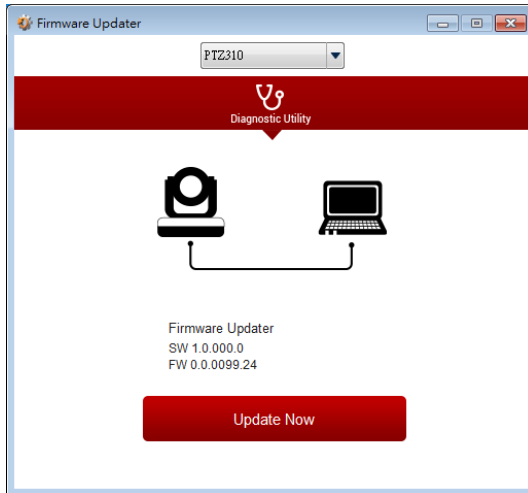 Firmware Updater
PTZ310
Diagnostic Utility
Firmware Updater
SW 1.0.000.0
FW 0.0.0099.24
Update Now